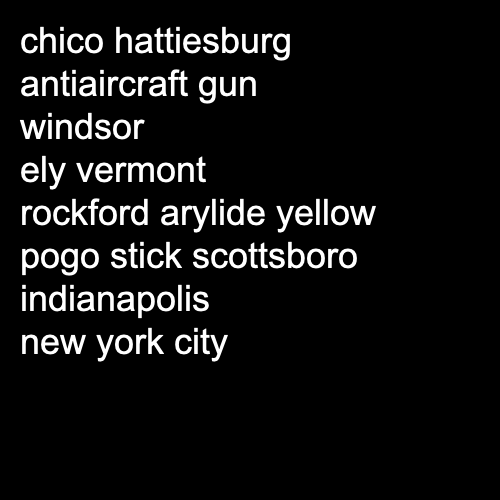 chico hattiesburg
antiaircraft gun
windsor
ely vermont
rockford arylide yellow
pogo stick scottsboro
indianapolis
new york city